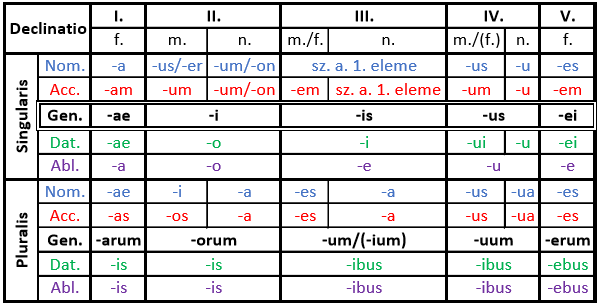 Declinatio I. II. III. IV. V.
f. m. n. m./f. n. m./(f.) n. f.
Singularis
Nom. -a -us/-er -um/-on sz. a. 1. eleme -us -u -es
Acc. -am -um -um/-on -em sz. a. 1. eleme -um -u -em
Gen. -ae -i -is -us -ei
Dat. -ae -o -i -ui -u -ei
Abl. -a -o -e -u -e
Pluralis
Nom. -ae -i -a -es -a -us -ua -es
Acc. -as -os -a -es -a -us -ua -es
Gen. -arum -orum -um/(-ium) -uum -erum
Dat. -is -is -ibus -ibus -ebus
Abl. -is -is -ibus -ibus -ebus